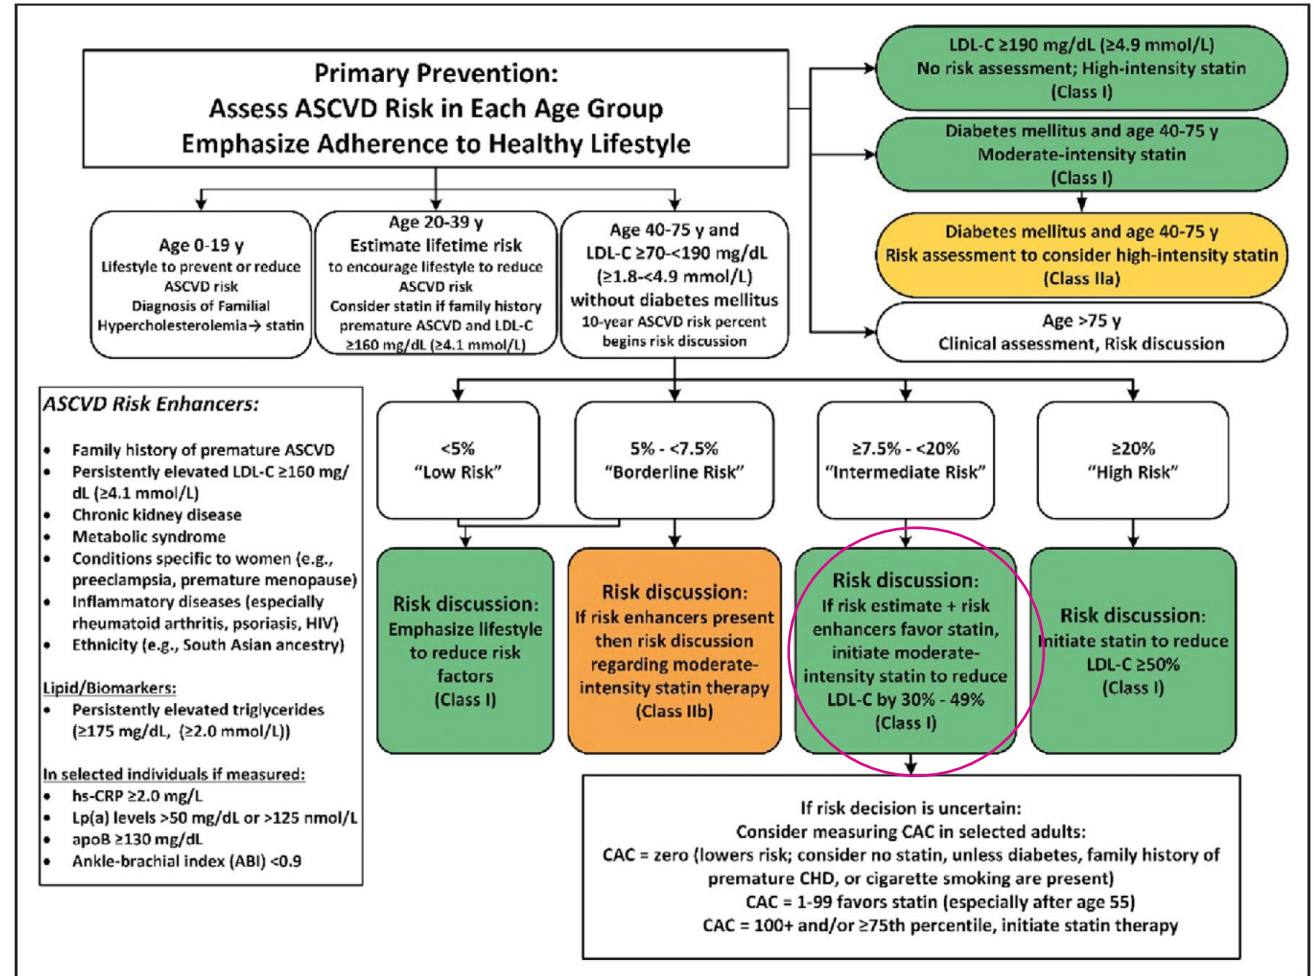 Primary Prevention:
Assess ASCVD Risk in Each Age Group
Emphasize Adherence to Healthy Lifestyle
LDL-C ≥190 mg/dL (≥4.9 mmol/L)
No risk assessment; High-intensity statin
(Class I)
Diabetes mellitus and age 40-75 y
Moderate-intensity statin
(Class I)
Diabetes mellitus and age 40-75 y
Risk assessment to consider high-intensity statin
(Class IIa)
Age >75 y
Clinical assessment, Risk discussion
Age 0-19 y
Lifestyle to prevent or reduce
ASCVD risk
Diagnosis of Familial
Hypercholesterolemia→ statin
Age 20-39 y
Estimate lifetime risk
to encourage lifestyle to reduce
ASCVD risk
Consider statin if family history
premature ASCVD and LDL-C
≥160 mg/dL (≥4.1 mmol/L)
Age 40-75 y and
LDL-C ≥70-<190 mg/dL
(≥1.8-<4.9 mmol/L)
without diabetes mellitus
10-year ASCVD risk percent
begins risk discussion
ASCVD Risk Enhancers:
• Family history of premature ASCVD
• Persistently elevated LDL-C ≥160 mg/
dL (≥4.1 mmol/L)
• Chronic kidney disease
• Metabolic syndrome
• Conditions specific to women (e.g.,
preeclampsia, premature menopause)
• Inflammatory diseases (especially
rheumatoid arthritis, psoriasis, HIV)
• Ethnicity (e.g., South Asian ancestry)
Lipid/Biomarkers:
• Persistently elevated triglycerides
(≥175 mg/dL, (≥2.0 mmol/L))
In selected individuals if measured:
• hs-CRP ≥2.0 mg/L
• Lp(a) levels >50 mg/dL or >125 nmol/L
• apoB ≥130 mg/dL
• Ankle-brachial index (ABI) <0.9
<5%
"Low Risk"
5% - <7.5%
"Borderline Risk"
≥7.5% - <20%
"Intermediate Risk"
≥20%
"High Risk"
Risk discussion:
Emphasize lifestyle
to reduce risk
factors
(Class I)
Risk discussion:
If risk enhancers present
then risk discussion
regarding moderate-
intensity statin therapy
(Class IIb)
Risk discussion:
If risk estimate + risk
enhancers favor statin,
initiate moderate-
intensity statin to reduce
LDL-C by 30% - 49%
(Class I)
Risk discussion:
Initiate statin to reduce
LDL-C ≥50%
(Class I)
If risk decision is uncertain:
Consider measuring CAC in selected adults:
CAC = zero (lowers risk; consider no statin, unless diabetes, family history of
premature CHD, or cigarette smoking are present)
CAC = 1-99 favors statin (especially after age 55)
CAC = 100+ and/or ≥75th percentile, initiate statin therapy